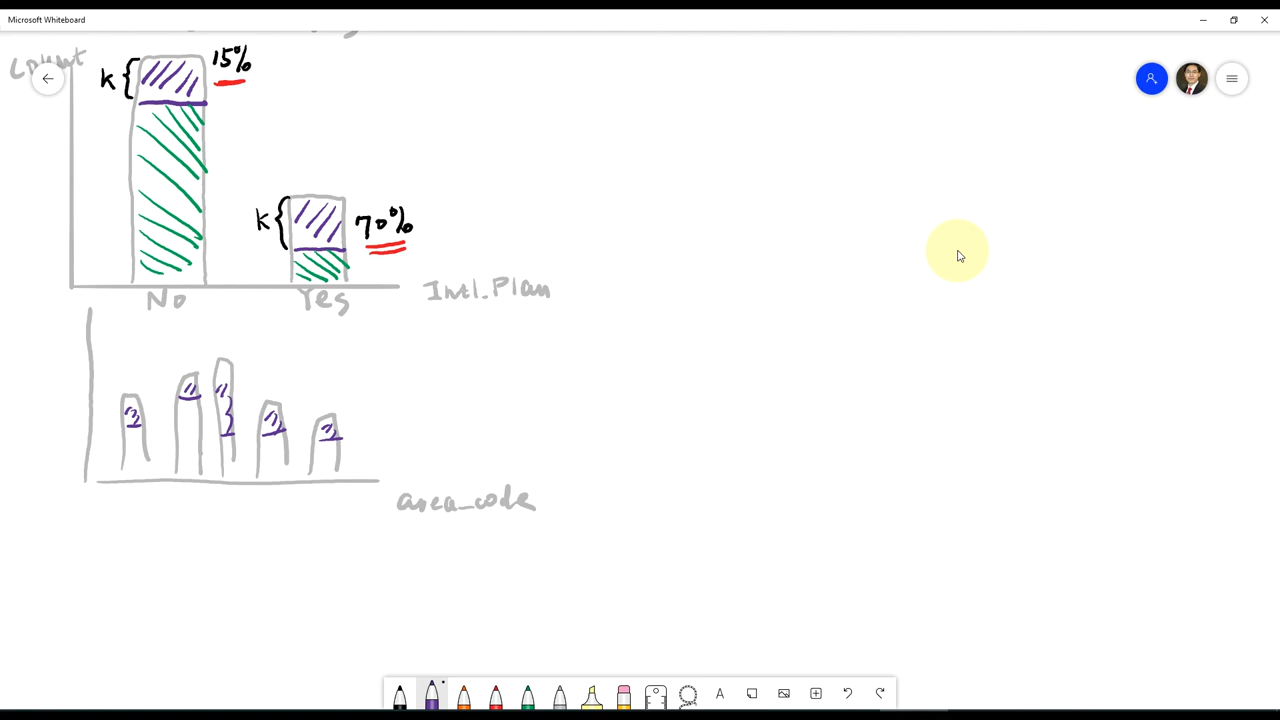 Microsoft Whiteboard
Count
K
15%
K
70%
No
Yes
Intl. Plan
area_code
A